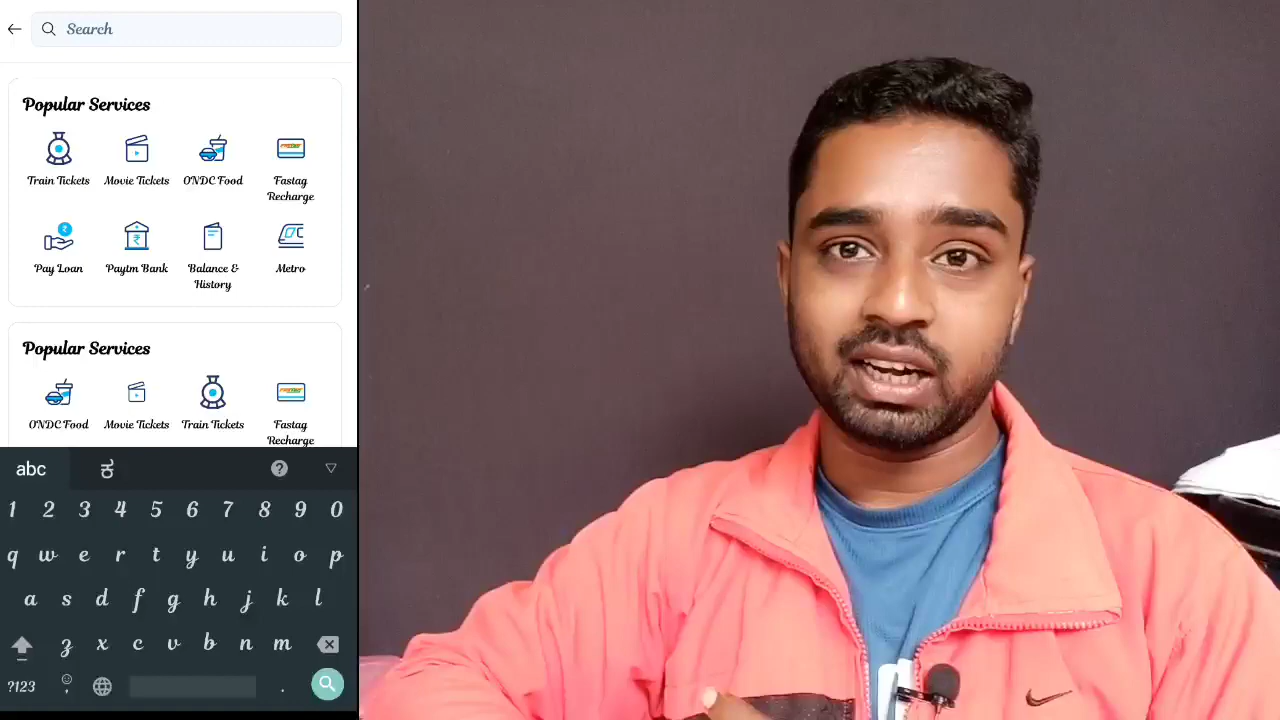 Search
Popular Services
Train Tickets Movie Tickets ONDC Food Fastag Recharge
Pay Loan Paytm Bank Balance & History Metro
Popular Services
ONDC Food Movie Tickets Train Tickets Fastag Recharge
abc ಕ
1 2 3 4 5 6 7 8 9 0
q w e r t y u i o p
a s d f g h j k l
z x c v b n m
?123 , .